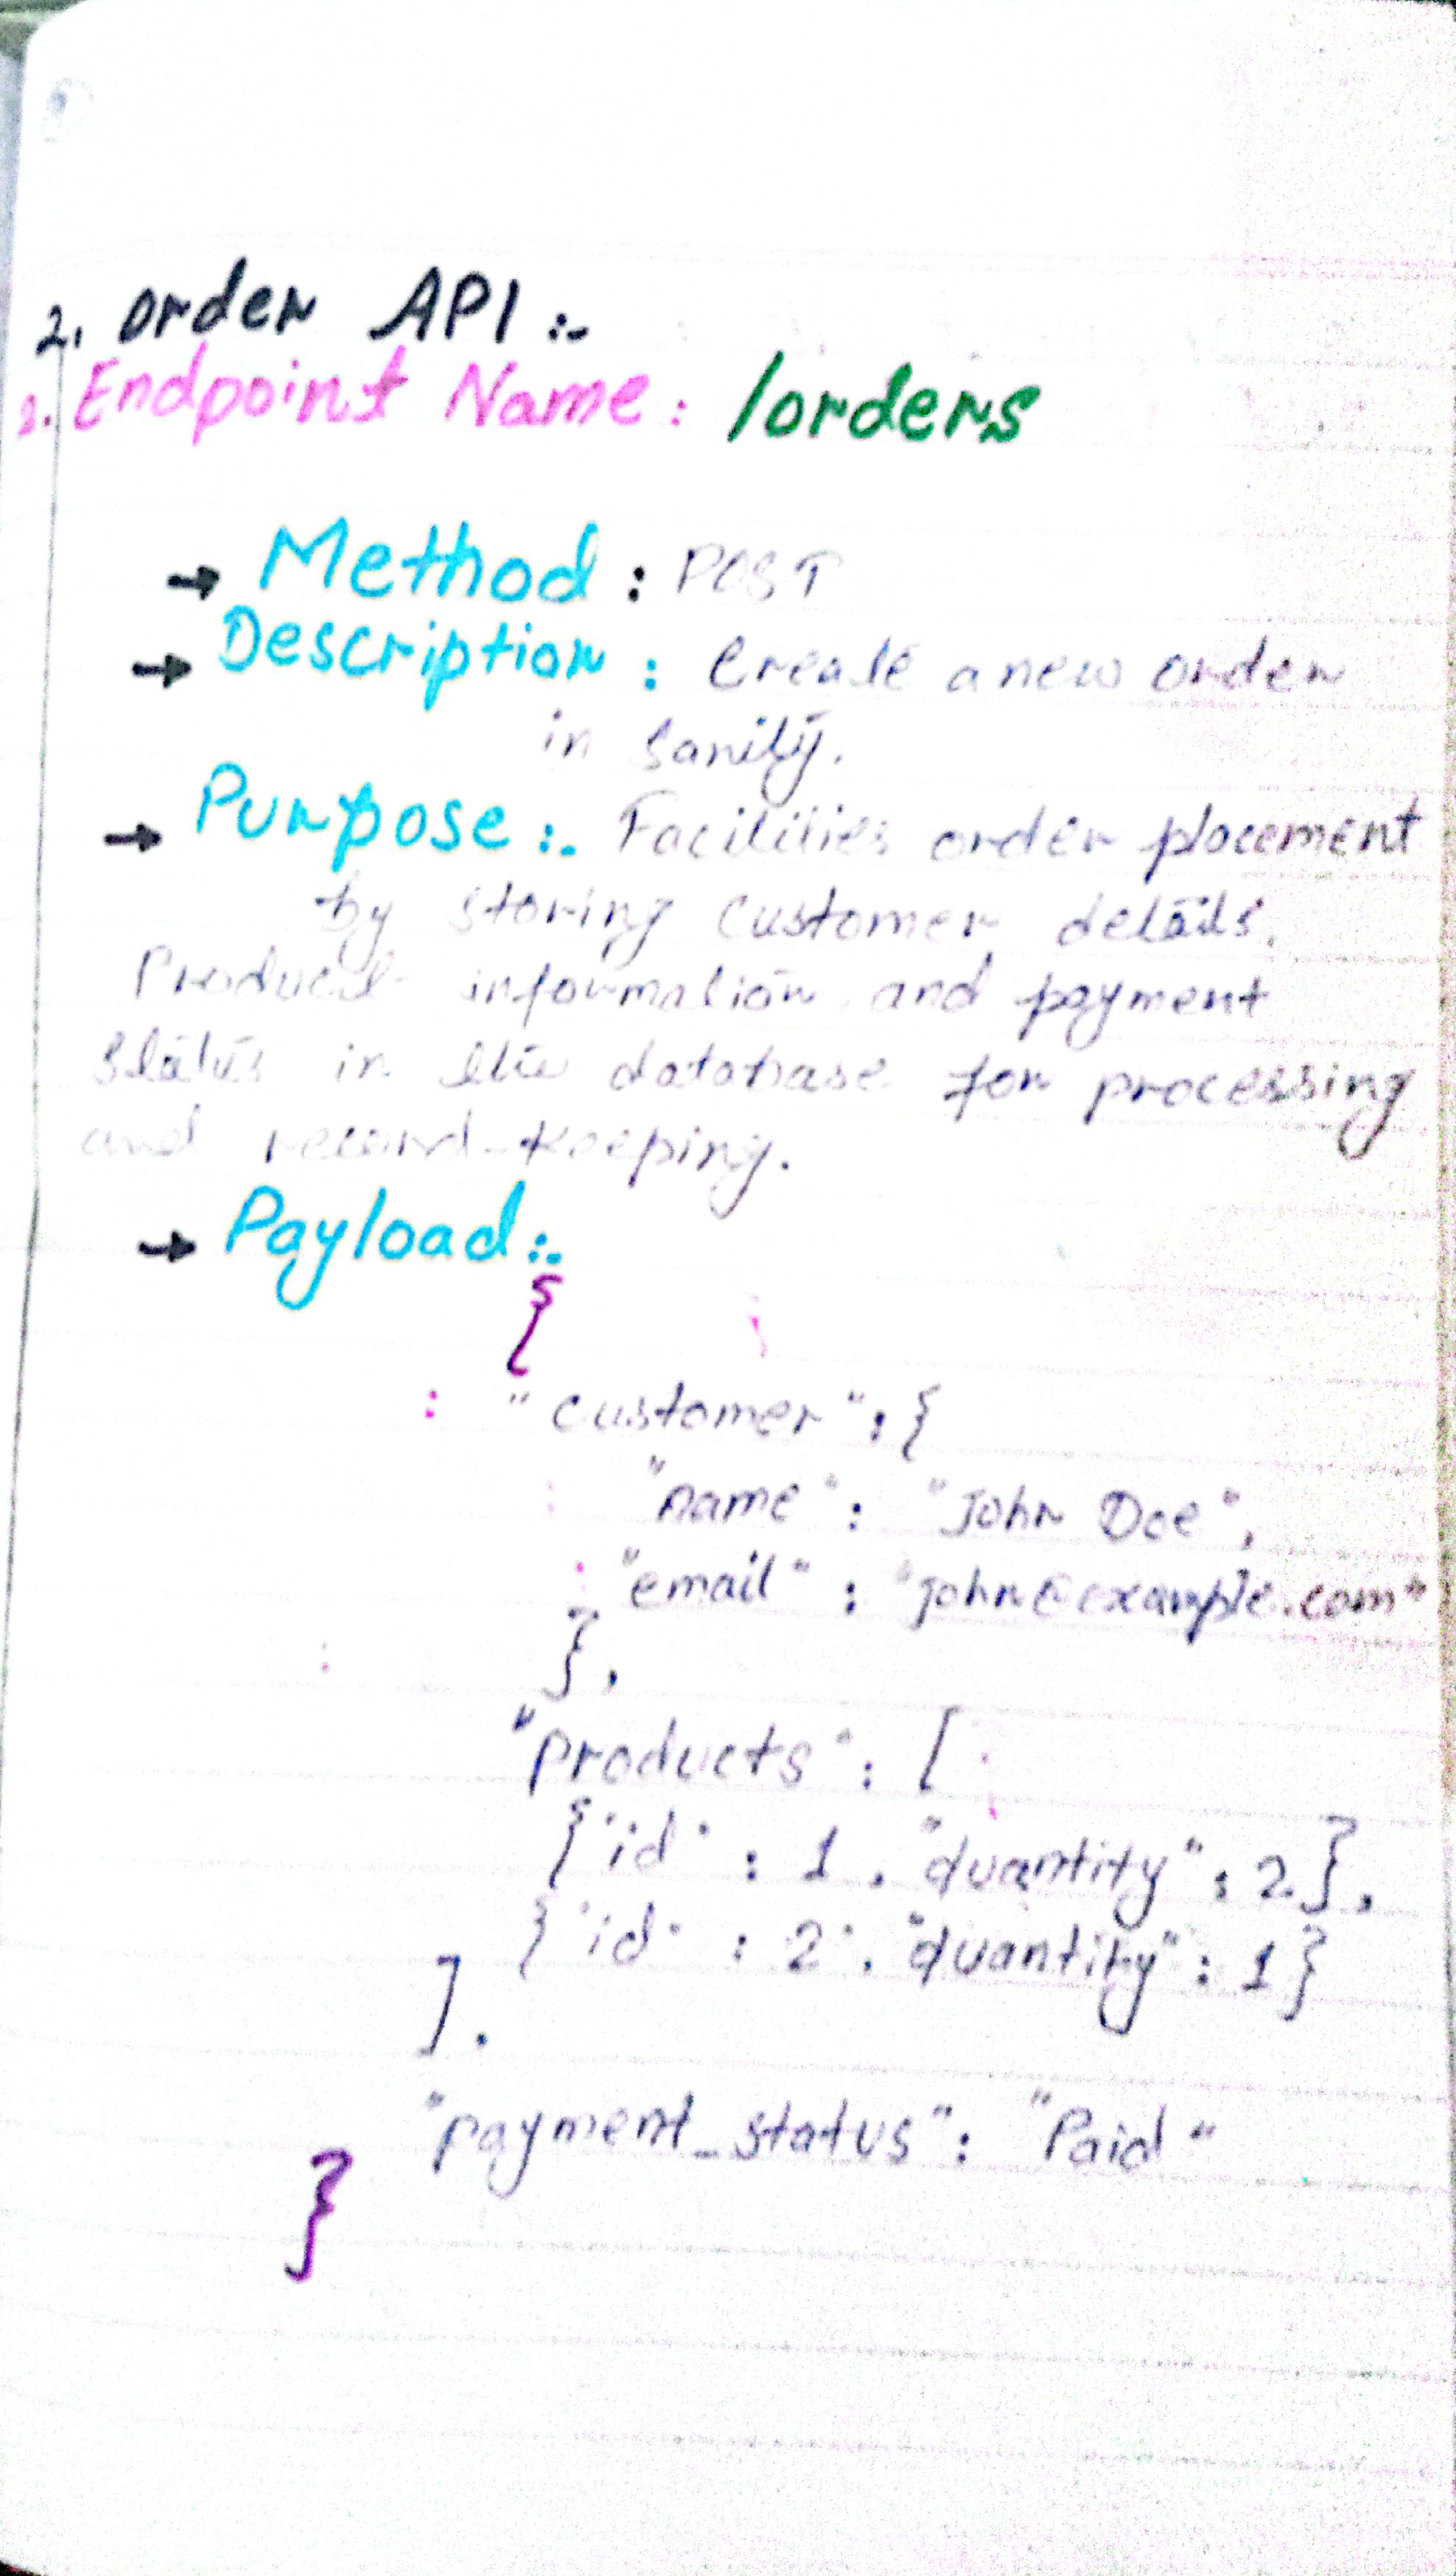 2. Order API :-
1. Endpoint Name: /orders
→ Method : POST
→ Description : Create a new order
in Sanity.
→ Purpose:- Facilities order placement
by storing customer details,
Product information and payment
status in the database for processing
and record-keeping.
→ Payload:-
{
"customer":{
"name": "John Doe",
"email": "john@example.com"
},
"products": [
{"id": 1, "quantity": 2},
{"id": 2, "quantity": 1}
],
"payment_status": "Paid"
}